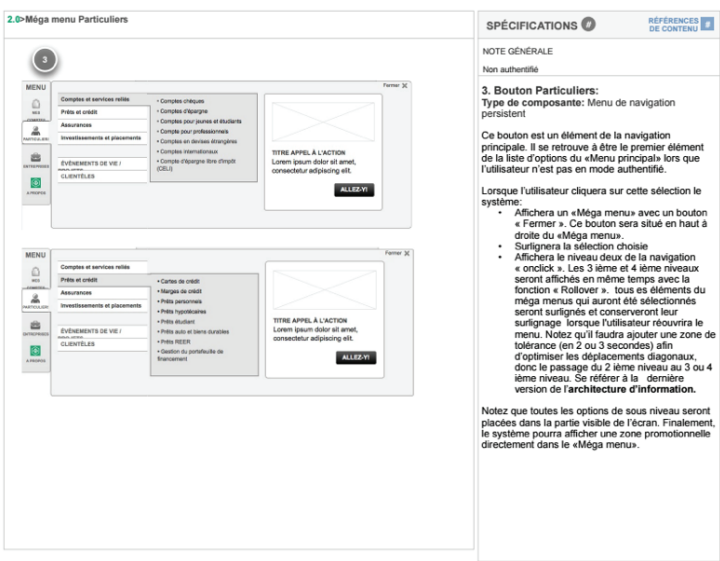 2.0>Méga menu Particuliers
3
MENU
Fermer X
MES
COMPTES
PARTICULIERS
ENTREPRISES
À PROPOS
Comptes et services reliés
Prêts et crédit
Assurances
Investissements et placements
ÉVÉNEMENTS DE VIE /
PROJETS
CLIENTÈLES
• Comptes chèques
• Comptes d'épargne
• Comptes pour jeunes et étudiants
• Compte pour professionnels
• Comptes en devises étrangères
• Comptes internationaux
• Compte d'épargne libre d'impôt
(CELI)
TITRE APPEL À L'ACTION
Lorem ipsum dolor sit amet,
consectetur adipiscing elit.
ALLEZ-Y!
MENU
Fermer X
MES
COMPTES
PARTICULIERS
ENTREPRISES
À PROPOS
Comptes et services reliés
Prêts et crédit
Assurances
Investissements et placements
ÉVÉNEMENTS DE VIE /
PROJETS
CLIENTÈLES
• Cartes de crédit
• Marges de crédit
• Prêts personnels
• Prêts hypotécaires
• Prêts étudiant
• Prêts auto et biens durables
• Prêts REER
• Gestion du portefeuille de
financement
TITRE APPEL À L'ACTION
Lorem ipsum dolor sit amet,
consectetur adipiscing elit.
ALLEZ-Y!
SPÉCIFICATIONS #
RÉFÉRENCES
DE CONTENU #
NOTE GÉNÉRALE
Non authentifié
3. Bouton Particuliers:
Type de composante: Menu de navigation
persistent
Ce bouton est un élément de la navigation
principale. Il se retrouve à être le premier élément
de la liste d'options du «Menu principal» lors que
l'utilisateur n'est pas en mode authentifié.
Lorsque l'utilisateur cliquera sur cette sélection le
système:
• Affichera un «Méga menu» avec un bouton
« Fermer ». Ce bouton sera situé en haut à
droite du «Méga menu».
• Surlignera la sélection choisie
• Affichera le niveau deux de la navigation
« onclick ». Les 3 ième et 4 ième niveaux
seront affichés en même temps avec la
fonction « Rollover ». tous es éléments du
méga menus qui auront été sélectionnés
seront surlignés et conserveront leur
surlignage lorsque l'utilisateur réouvrira le
menu. Notez qu'il faudra ajouter une zone de
tolérance (en 2 ou 3 secondes) afin
d'optimiser les déplacements diagonaux,
donc le passage du 2 ième niveau au 3 ou 4
ième niveau. Se référer à la dernière
version de l'architecture d'information.
Notez que toutes les options de sous niveau seront
placées dans la partie visible de l'écran. Finalement,
le système pourra afficher une zone promotionnelle
directement dans le «Méga menu».